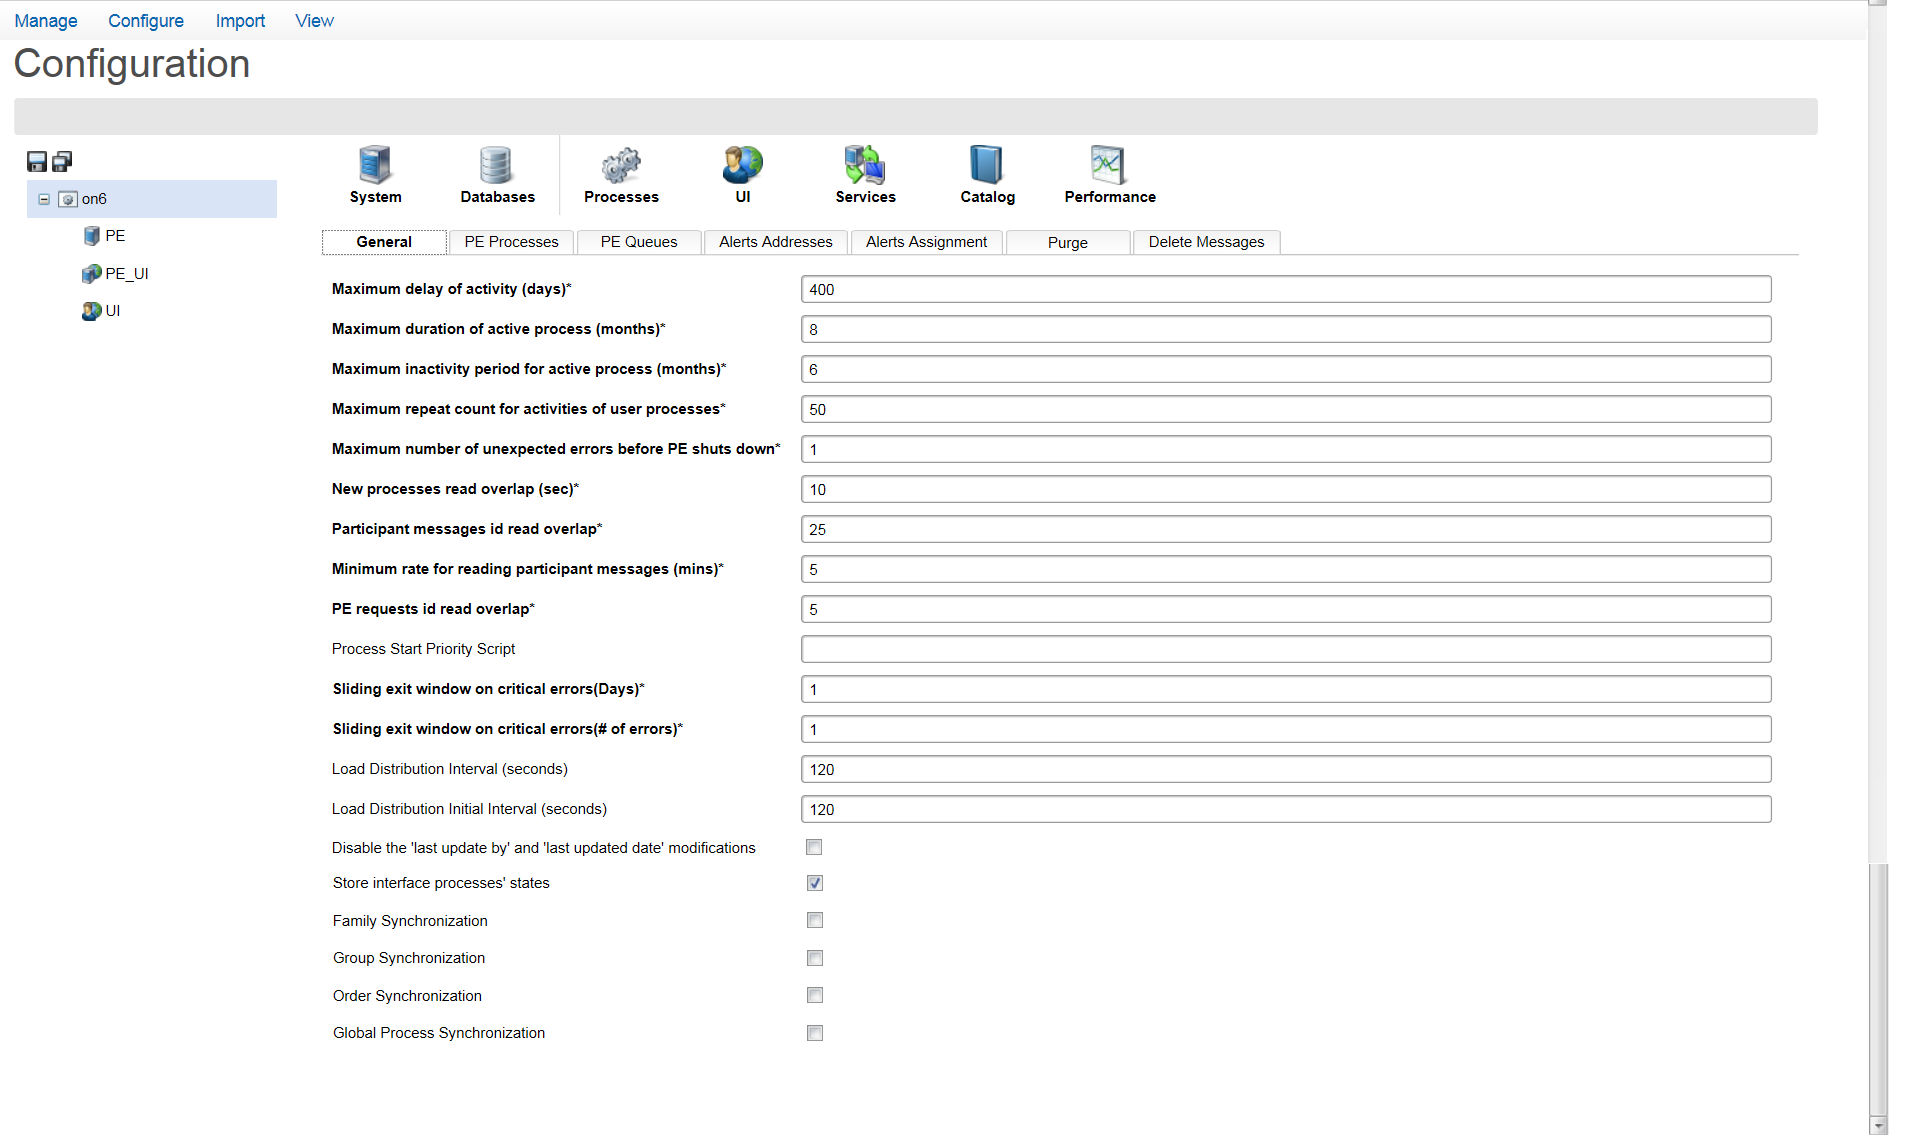 Manage Configure Import View
Configuration
System Databases Processes UI Services Catalog Performance
on6
PE
PE_UI
UI
General PE Processes PE Queues Alerts Addresses Alerts Assignment Purge Delete Messages
Maximum delay of activity (days)* 400
Maximum duration of active process (months)* 8
Maximum inactivity period for active process (months)* 6
Maximum repeat count for activities of user processes* 50
Maximum number of unexpected errors before PE shuts down* 1
New processes read overlap (sec)* 10
Participant messages id read overlap* 25
Minimum rate for reading participant messages (mins)* 5
PE requests id read overlap* 5
Process Start Priority Script
Sliding exit window on critical errors(Days)* 1
Sliding exit window on critical errors(# of errors)* 1
Load Distribution Interval (seconds) 120
Load Distribution Initial Interval (seconds) 120
Disable the 'last update by' and 'last updated date' modifications
Store interface processes' states
Family Synchronization
Group Synchronization
Order Synchronization
Global Process Synchronization